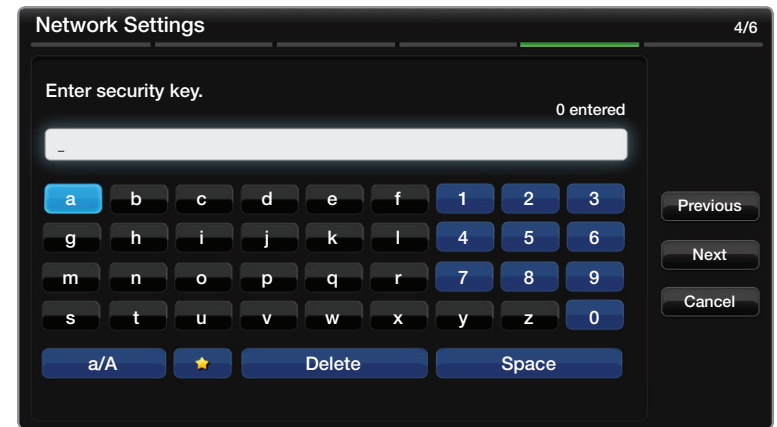 Network Settings 4/6
Enter security key.
0 entered
_
a b c d e f 1 2 3
g h i j k l 4 5 6
m n o p q r 7 8 9
s t u v w x y z 0
a/A Delete Space
Previous
Next
Cancel